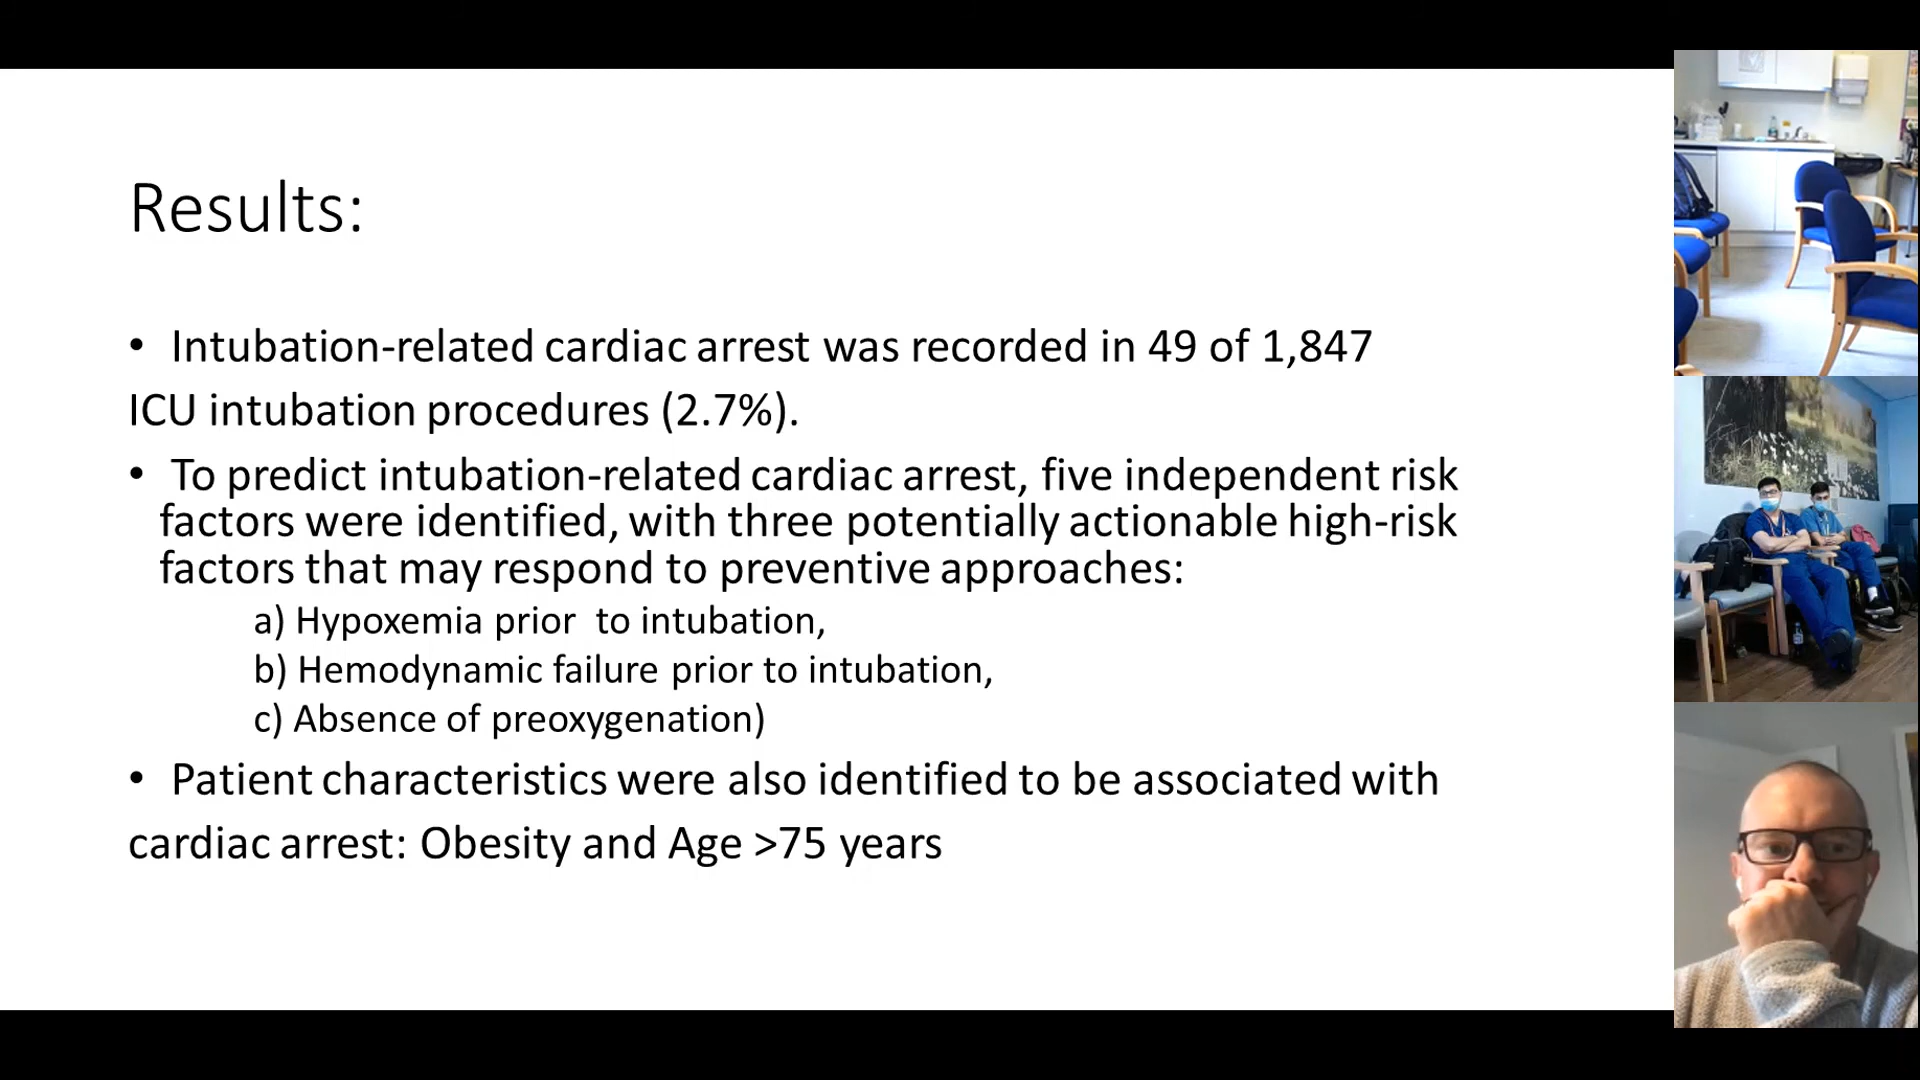 Results:
• Intubation-related cardiac arrest was recorded in 49 of 1,847
ICU intubation procedures (2.7%).
• To predict intubation-related cardiac arrest, five independent risk
factors were identified, with three potentially actionable high-risk
factors that may respond to preventive approaches:
a) Hypoxemia prior  to intubation,
b) Hemodynamic failure prior to intubation,
c) Absence of preoxygenation)
• Patient characteristics were also identified to be associated with
cardiac arrest: Obesity and Age >75 years